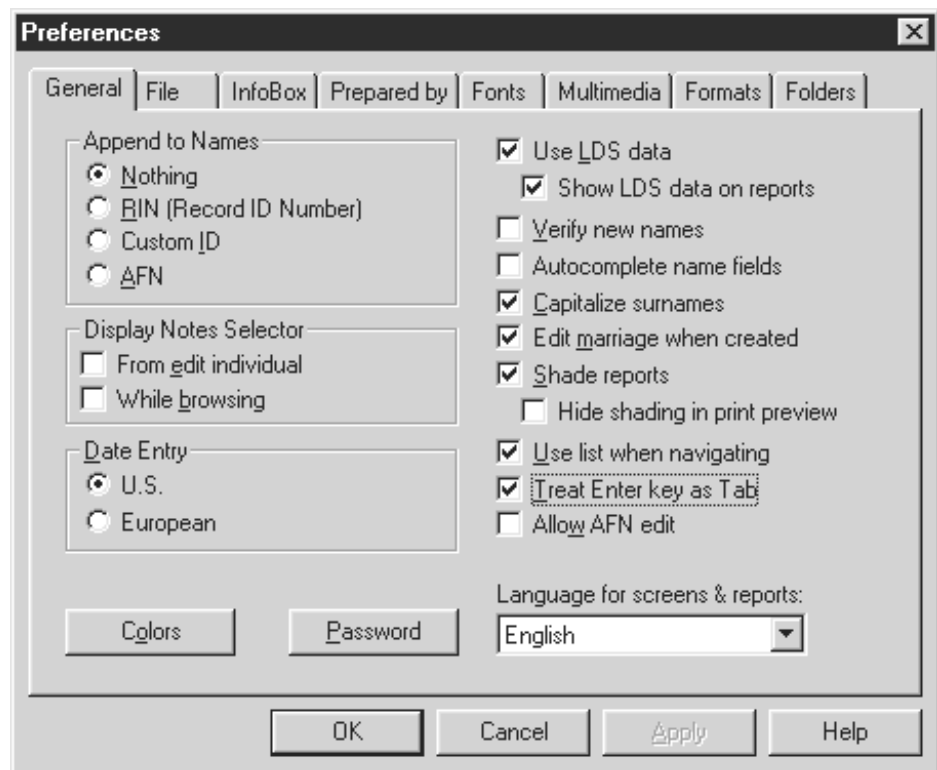 Preferences
General File InfoBox Prepared by Fonts Multimedia Formats Folders
Append to Names
Nothing
RIN (Record ID Number)
Custom ID
AFN
Display Notes Selector
From edit individual
While browsing
Date Entry
U.S.
European
Colors Password
Use LDS data
Show LDS data on reports
Verify new names
Autocomplete name fields
Capitalize surnames
Edit marriage when created
Shade reports
Hide shading in print preview
Use list when navigating
Treat Enter key as Tab
Allow AFN edit
Language for screens & reports:
English
OK Cancel Apply Help